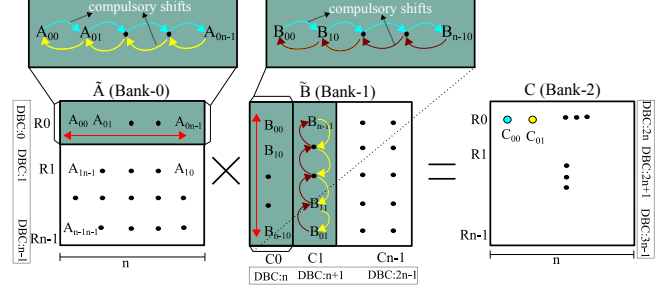 compulsory shifts
A00 A01 A0n-1
compulsory shifts
B00 B10 Bn-10
Ã (Bank-0)
B̃ (Bank-1)
C (Bank-2)
DBC:0
DBC:1
DBC:n-1
R0
R1
Rn-1
A00 A01 A0n-1
A1n-1 A10
An-1n-1
n
B00
B10
Bn-10
Bn-11
B11
B01
C0 C1 Cn-1
DBC:n DBC:n+1 DBC:2n-1
R0
R1
Rn-1
C00 C01
n
DBC:2n
DBC:2n+1
DBC:3n-1